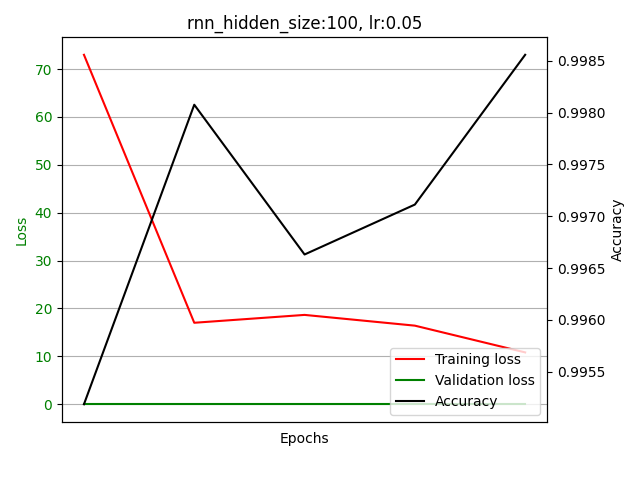 rnn_hidden_size:100, lr:0.05
70
60
50
40
30
20
10
0
Loss
0.9985
0.9980
0.9975
0.9970
0.9965
0.9960
0.9955
Accuracy
Training loss
Validation loss
Accuracy
Epochs